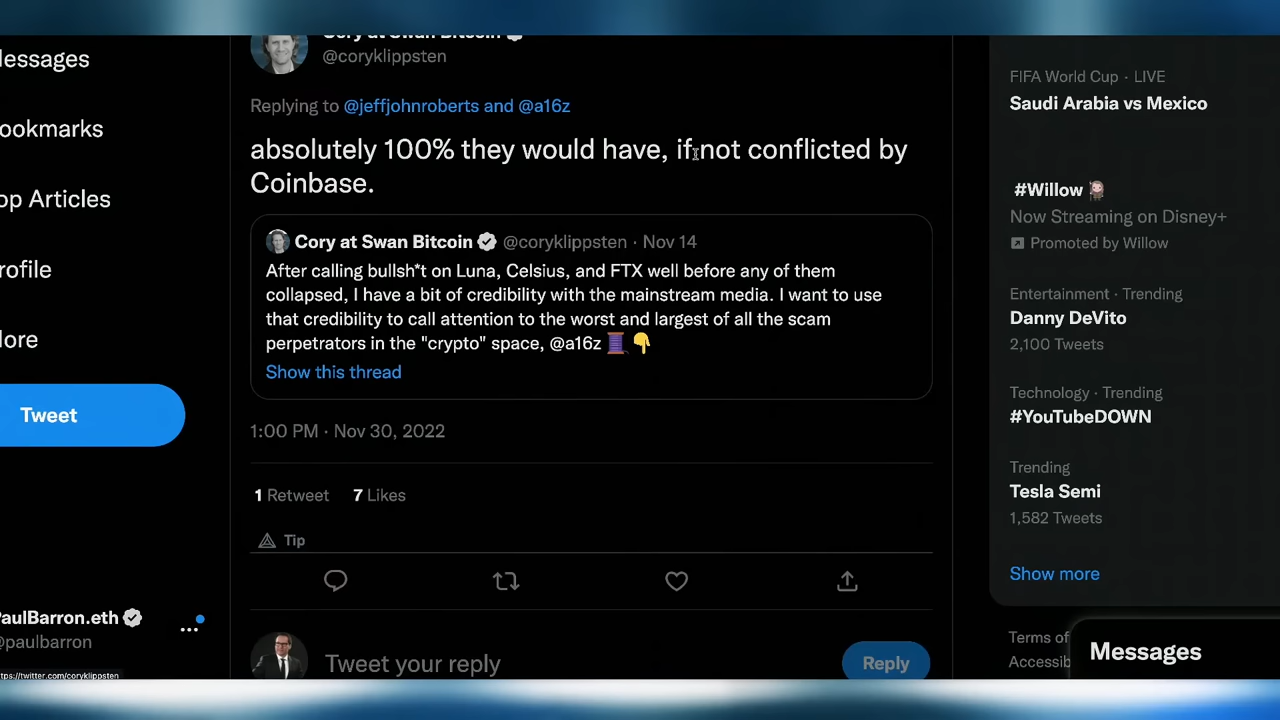 essages
ookmarks
op Articles
rofile
ore
Tweet
PaulBarron.eth
@paulbarron
...
ttps://twitter.com/coryklippsten
Cory at Swan Bitcoin
@coryklippsten
Replying to @jeffjohnroberts and @a16z
absolutely 100% they would have, if not conflicted by
Coinbase.
Cory at Swan Bitcoin @coryklippsten · Nov 14
After calling bullsh*t on Luna, Celsius, and FTX well before any of them
collapsed, I have a bit of credibility with the mainstream media. I want to use
that credibility to call attention to the worst and largest of all the scam
perpetrators in the "crypto" space, @a16z 🧵👇
Show this thread
1:00 PM · Nov 30, 2022
1 Retweet 7 Likes
Tip
Tweet your reply
Reply
FIFA World Cup · LIVE
Saudi Arabia vs Mexico
#Willow
Now Streaming on Disney+
Promoted by Willow
Entertainment · Trending
Danny DeVito
2,100 Tweets
Technology · Trending
#YouTubeDOWN
Trending
Tesla Semi
1,582 Tweets
Show more
Terms of
Accessib
Messages